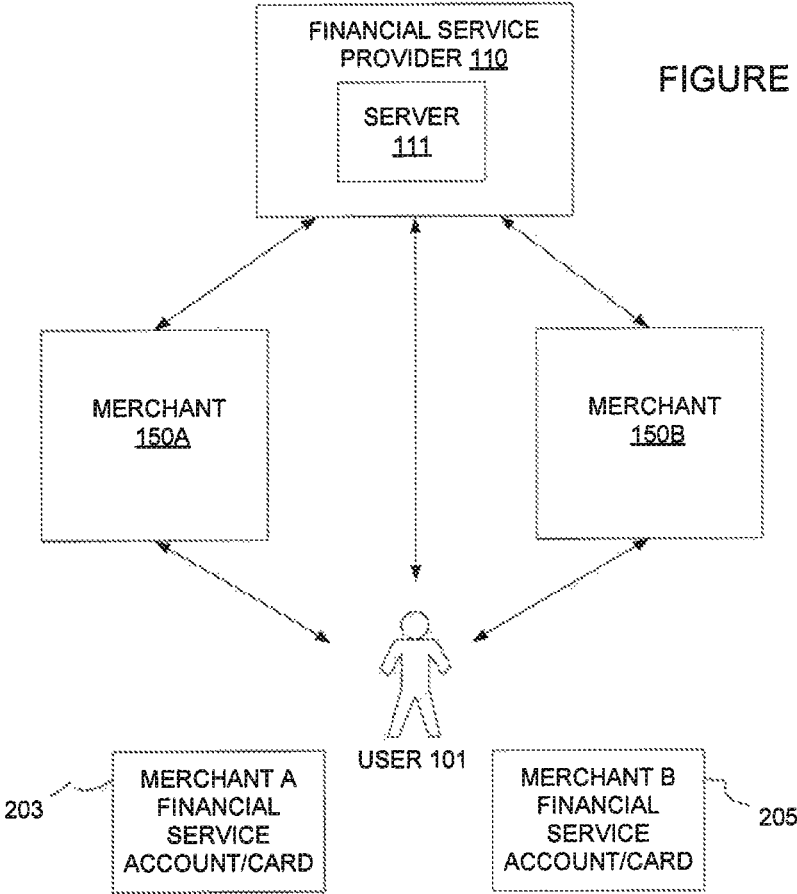 FINANCIAL SERVICE
PROVIDER 110
SERVER
111
FIGURE
MERCHANT
150A
MERCHANT
150B
USER 101
203
MERCHANT A
FINANCIAL
SERVICE
ACCOUNT/CARD
MERCHANT B
FINANCIAL
SERVICE
ACCOUNT/CARD
205